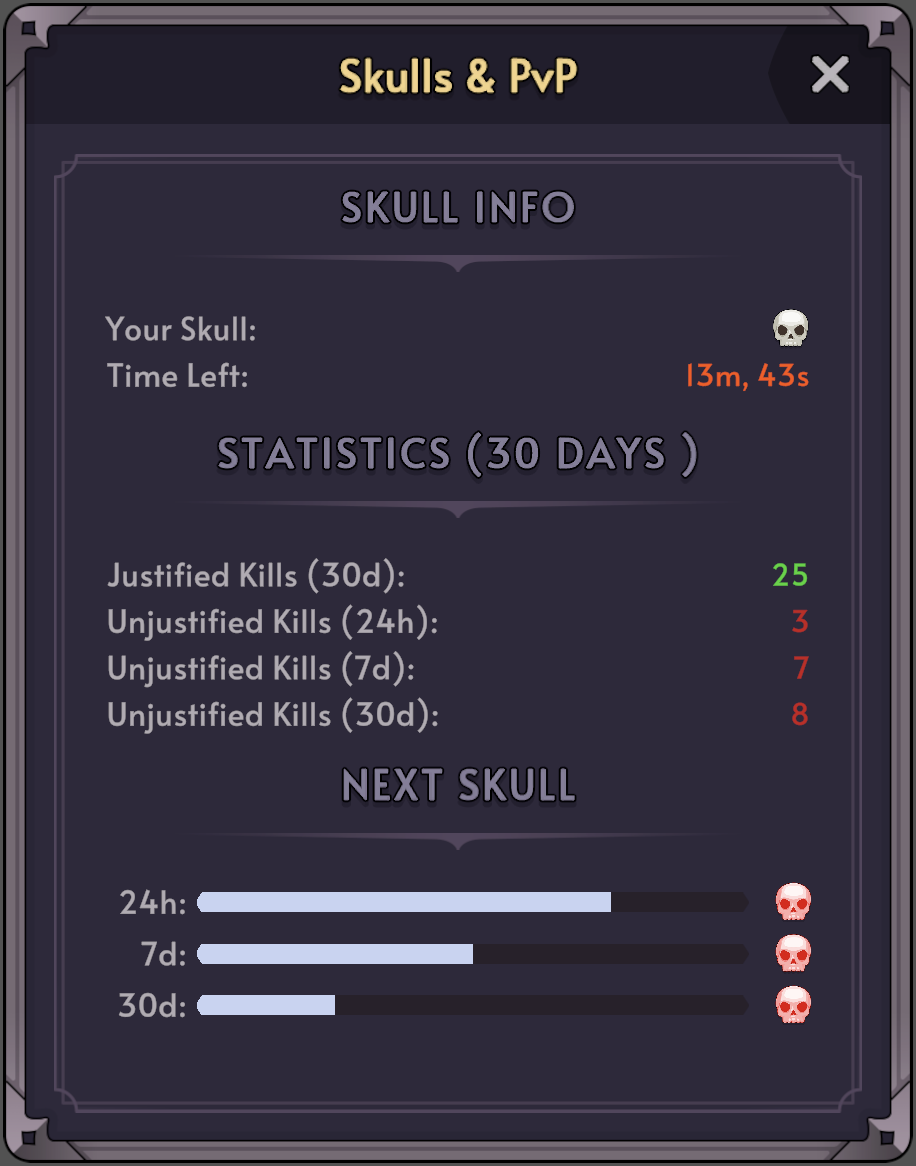 Skulls & PvP
SKULL INFO
Your Skull:
Time Left: 13m, 43s
STATISTICS (30 DAYS )
Justified Kills (30d): 25
Unjustified Kills (24h): 3
Unjustified Kills (7d): 7
Unjustified Kills (30d): 8
NEXT SKULL
24h:
7d:
30d: